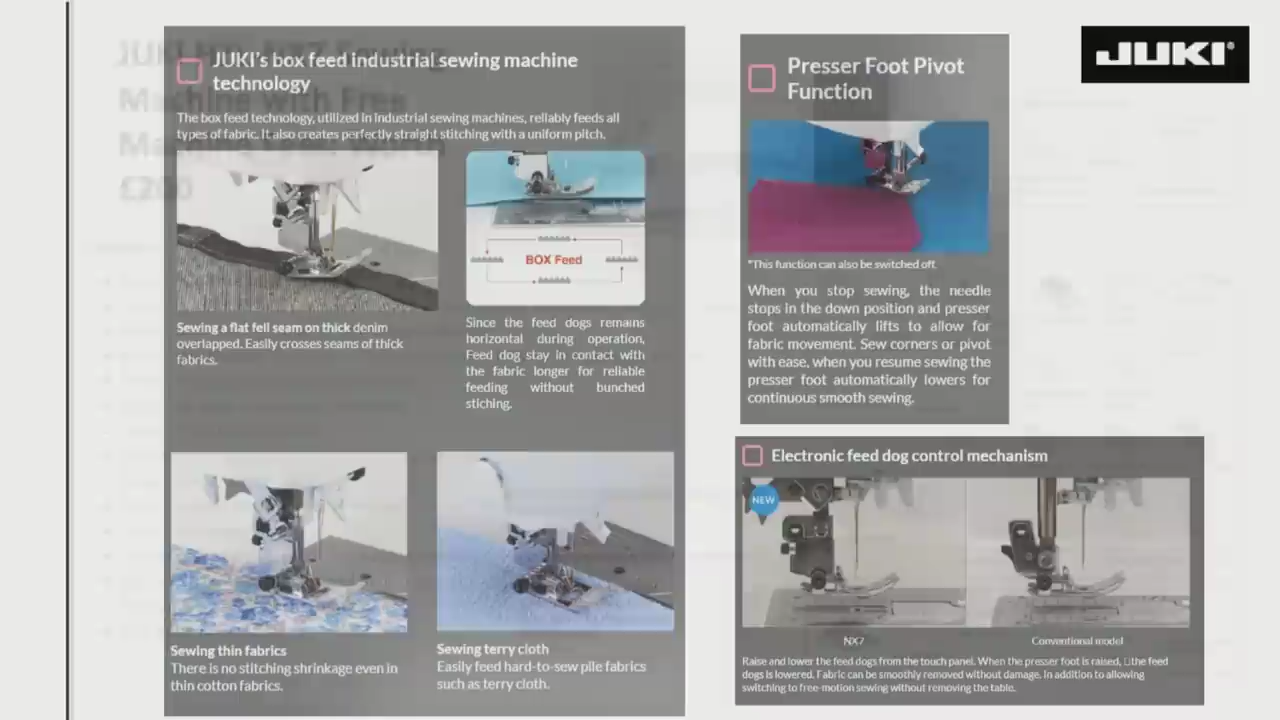 JUKI
JUKI's box feed industrial sewing machine
technology
The box feed technology, utilized in industrial sewing machines, reliably feeds all
types of fabric. It also creates perfectly straight stitching with a uniform pitch.
BOX Feed
Sewing a flat fell seam on thick denim
overlapped. Easily crosses seams of thick
fabrics.
Since the feed dogs remains
horizontal during operation,
Feed dog stay in contact with
the fabric longer for reliable
feeding without bunched
stiching.
Sewing thin fabrics
There is no stitching shrinkage even in
thin cotton fabrics.
Sewing terry cloth
Easily feed hard-to-sew pile fabrics
such as terry cloth.
Presser Foot Pivot
Function
*This function can also be switched off.
When you stop sewing, the needle
stops in the down position and presser
foot automatically lifts to allow for
fabric movement. Sew corners or pivot
with ease, when you resume sewing the
presser foot automatically lowers for
continuous smooth sewing.
Electronic feed dog control mechanism
NEW
NX7
Conventional model
Raise and lower the feed dogs from the touch panel. When the presser foot is raised, □the feed
dogs is lowered. Fabric can be smoothly removed without damage. In addition to allowing
switching to free-motion sewing without removing the table.
Machine with Free
£200